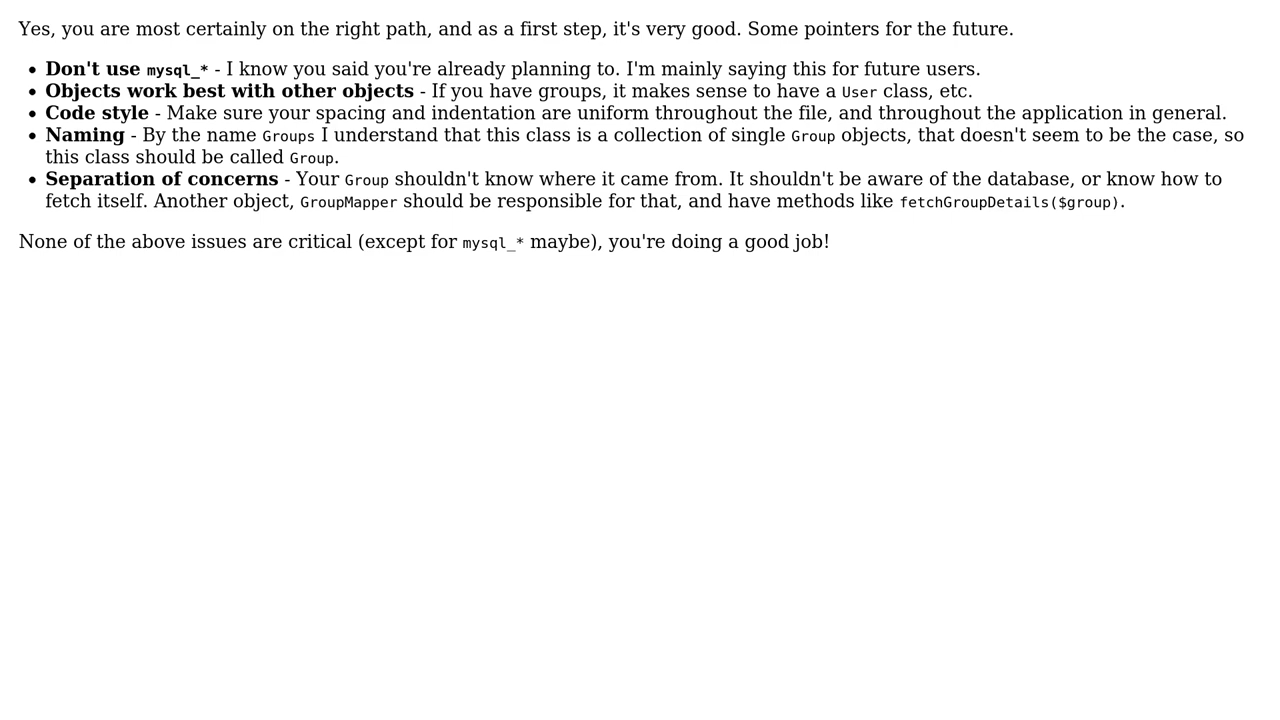 Yes, you are most certainly on the right path, and as a first step, it's very good. Some pointers for the future.
• Don't use mysql_* - I know you said you're already planning to. I'm mainly saying this for future users.
• Objects work best with other objects - If you have groups, it makes sense to have a User class, etc.
• Code style - Make sure your spacing and indentation are uniform throughout the file, and throughout the application in general.
• Naming - By the name Groups I understand that this class is a collection of single Group objects, that doesn't seem to be the case, so
this class should be called Group.
• Separation of concerns - Your Group shouldn't know where it came from. It shouldn't be aware of the database, or know how to
fetch itself. Another object, GroupMapper should be responsible for that, and have methods like fetchGroupDetails($group).
None of the above issues are critical (except for mysql_* maybe), you're doing a good job!